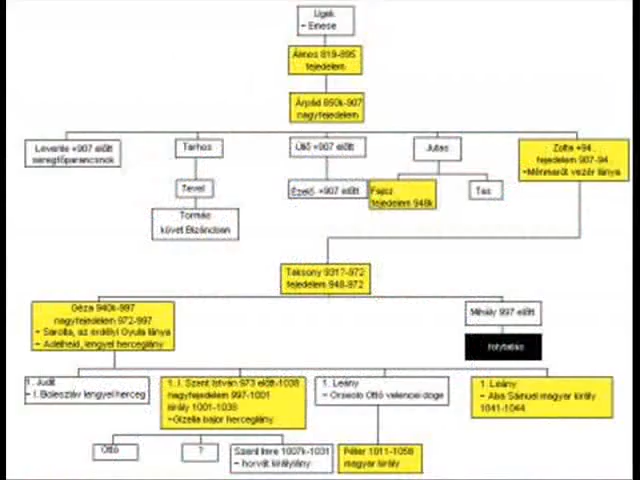 Ügek
~ Emese
Álmos 819-895
fejedelem
Árpád 850k-907
nagyfejedelem
Levente +907 előtt
seregfőparancsnok
Tarhos
Üllő +907 előtt
Jutas
Zolta +94
fejedelem 907-94
~Ménmarót vezér lánya
Tevel
Ézelő +907 előtt
Fajsz
fejedelem 948k
Tas
Tormás
követ Bizáncban
Taksony 931?-972
fejedelem 948-972
Géza 940k-997
nagyfejedelem 972-997
~ Sarolta, az erdélyi Gyula lánya
~ Adelheid, lengyel hercegnő
Mihály 997 előtt
folytatás
1. Judit
~ I. Boleszláv lengyel herceg
1. I. Szent István 973 előtt-1038
nagyfejedelem 997-1001
király 1001-1038
~Gizella bajor hercegnő
1. Leány
~ Orseolo Ottó velencei dóge
1. Leány
~ Aba Sámuel magyar király
1041-1044
Ottó
?
Szent Imre 1007k-1031
~ horvát királylány
Péter 1011-1058
magyar király